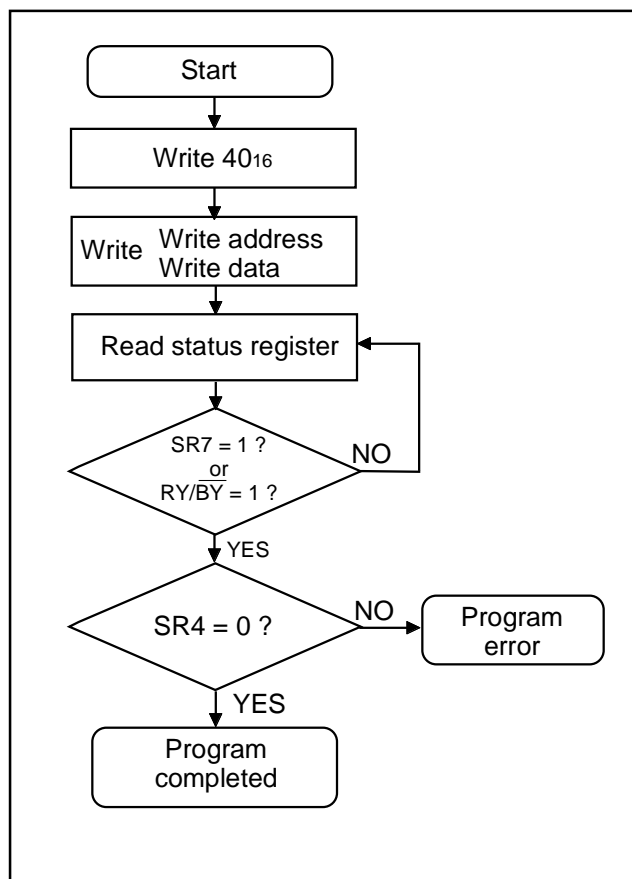 Start
Write 40₁₆
Write Write address
Write data
Read status register
SR7 = 1 ?
or
RY/B̅Y̅ = 1 ?
NO
YES
SR4 = 0 ?
NO
Program
error
YES
Program
completed